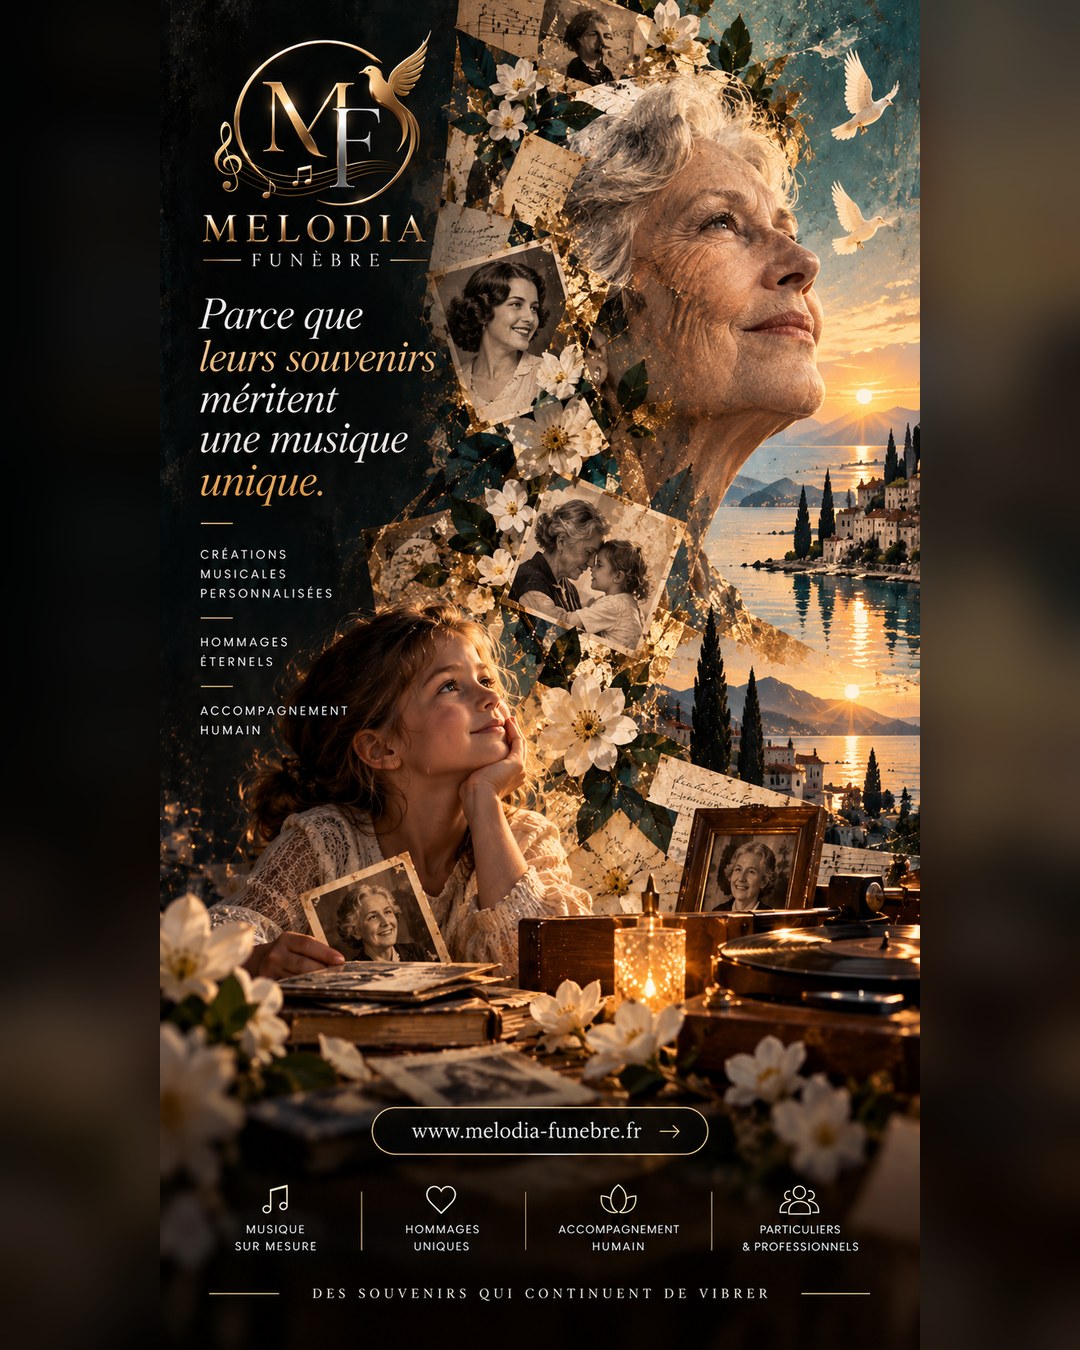 MF
MELODIA
FUNÈBRE
Parce que
leurs souvenirs
méritent
une musique
unique.
CRÉATIONS
MUSICALES
PERSONNALISÉES
HOMMAGES
ÉTERNELS
ACCOMPAGNEMENT
HUMAIN
www.melodia-funebre.fr →
MUSIQUE
SUR MESURE
HOMMAGES
UNIQUES
ACCOMPAGNEMENT
HUMAIN
PARTICULIERS
& PROFESSIONNELS
DES SOUVENIRS QUI CONTINUENT DE VIBRER